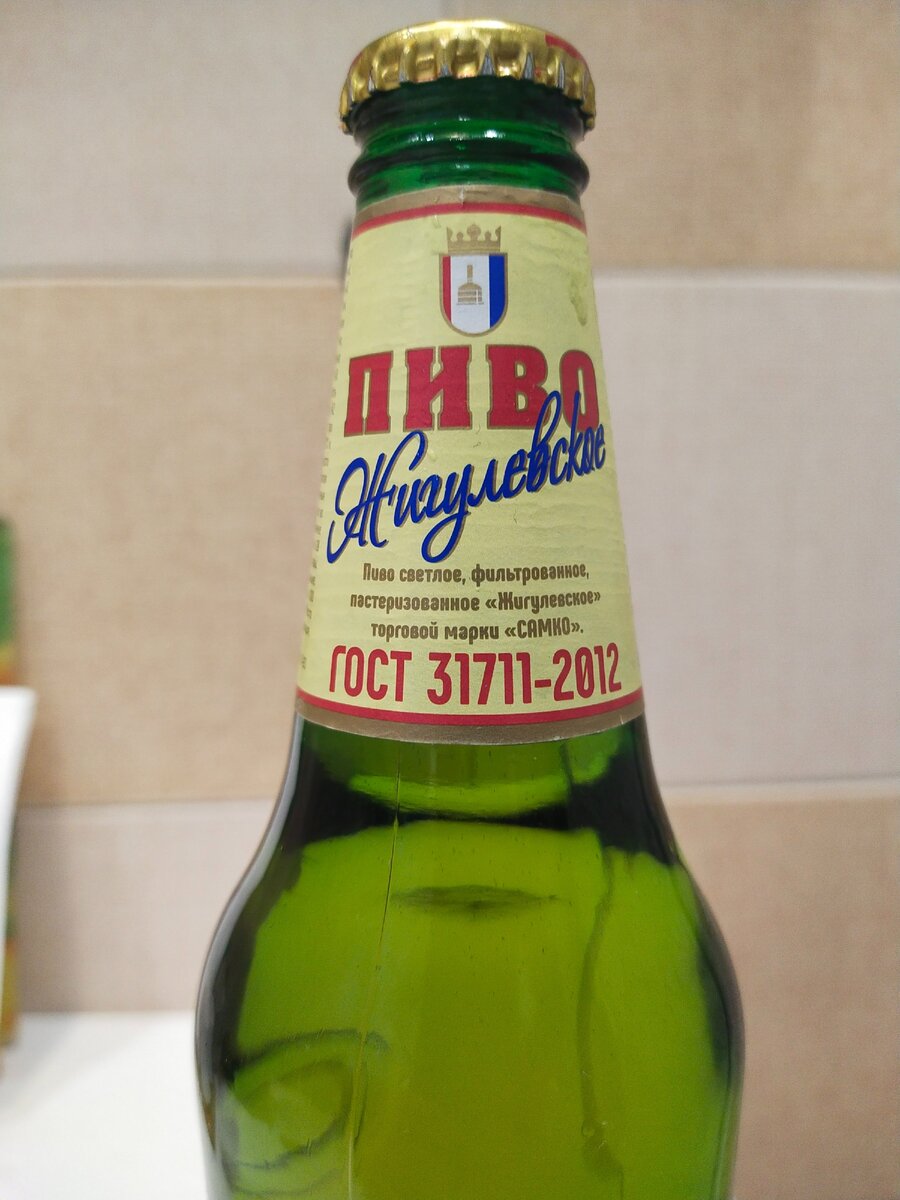 ПИВО
Жигулевское
Пиво светлое, фильтрованное,
пастеризованное «Жигулевское»
торговой марки «САМКО».
ГОСТ 31711-2012